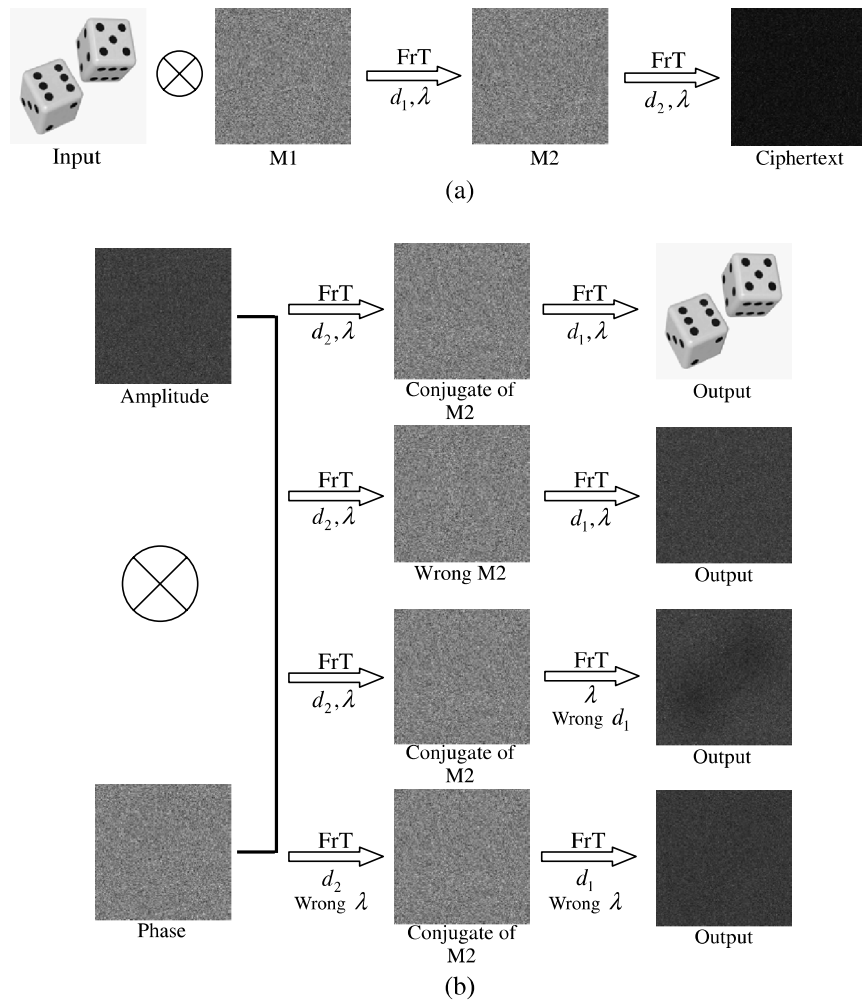 FrT FrT
d₁, λ d₂, λ
Input M1 M2 Ciphertext
(a)
FrT FrT
d₂, λ d₁, λ
Amplitude Conjugate of M2 Output
FrT FrT
d₂, λ d₁, λ
Wrong M2 Output
FrT FrT
d₂, λ λ
Wrong d₁
Conjugate of M2 Output
FrT FrT
d₂ d₁
Wrong λ Wrong λ
Phase Conjugate of M2 Output
(b)